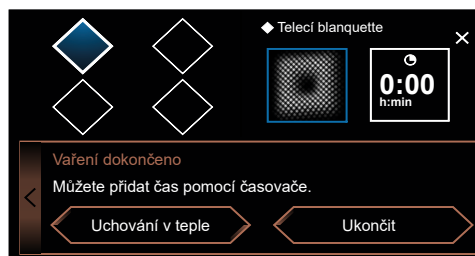 Telecí blanquette
0:00
h:min
Vaření dokončeno
Můžete přidat čas pomocí časovače.
Uchování v teple
Ukončit